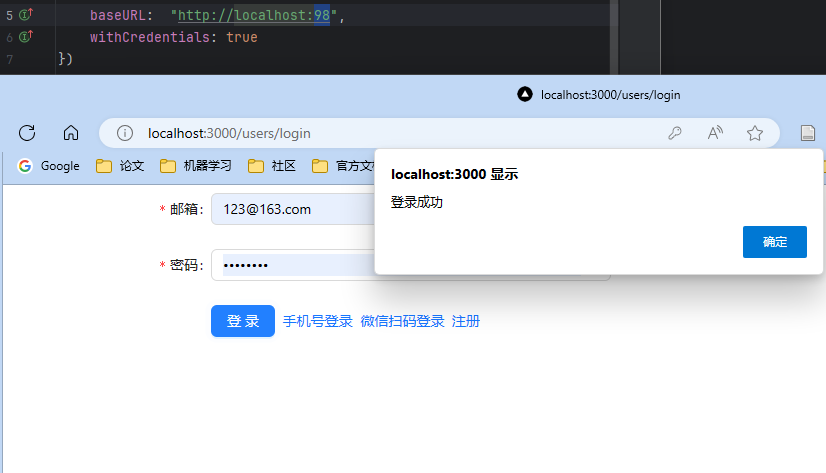 5 baseURL: "http://localhost:98",
6 withCredentials: true
7 })
localhost:3000/users/login
localhost:3000/users/login
Google 论文 机器学习 社区 官方文
localhost:3000 显示
登录成功
确定
* 邮箱: 123@163.com
* 密码: ••••••••
登 录 手机号登录 微信扫码登录 注册